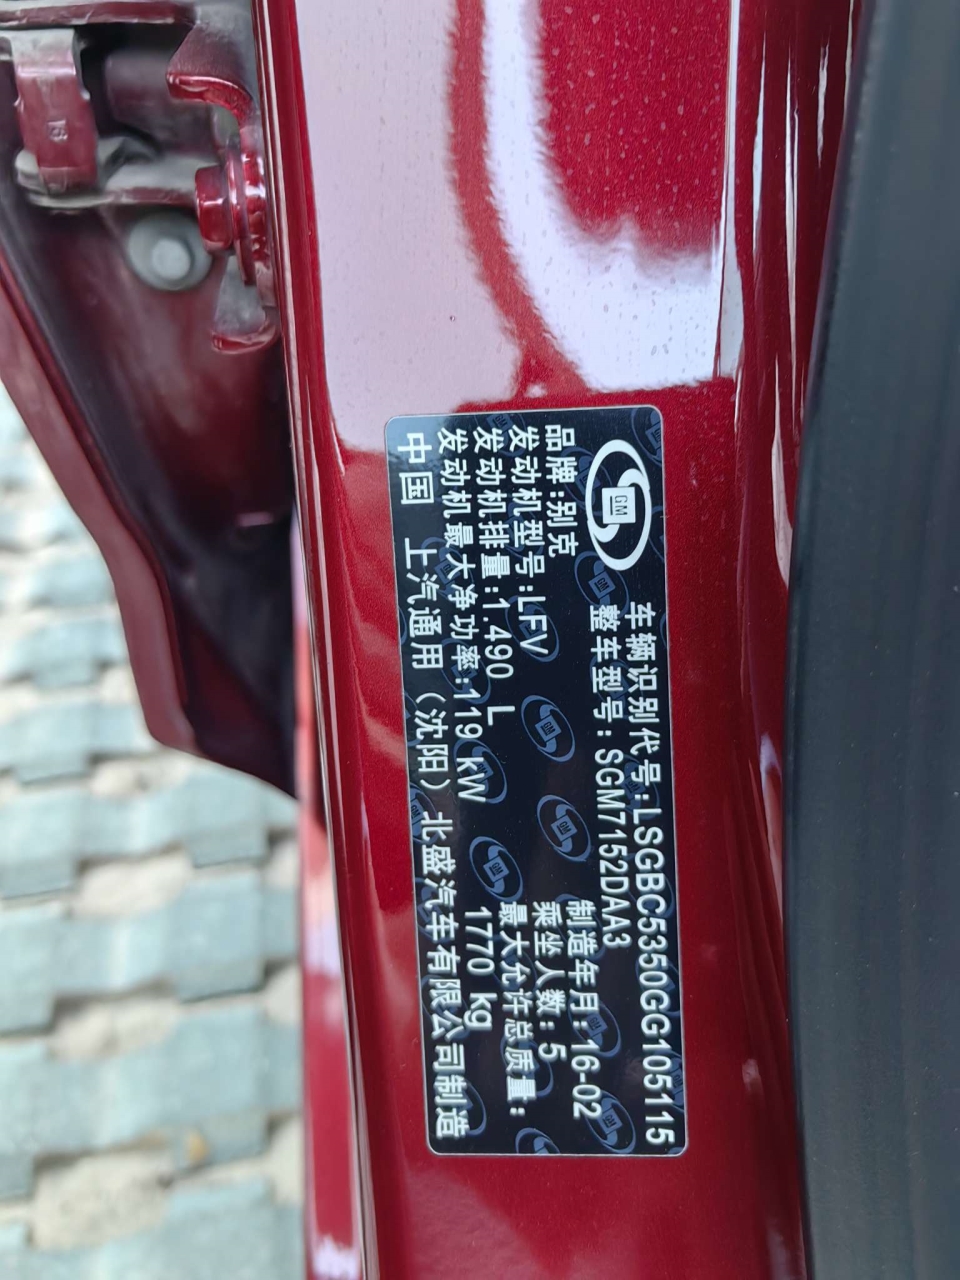 GM
车辆识别代号:LSGBC5350GG105115
整车型号:SGM7152DAA3
品牌:别克
制造年月:16-02
发动机型号:LFV
乘坐人数:5
发动机排量:1.490 L
最大允许总质量:
发动机最大净功率:119 kW
1770 kg
中国 上汽通用（沈阳）北盛汽车有限公司制造